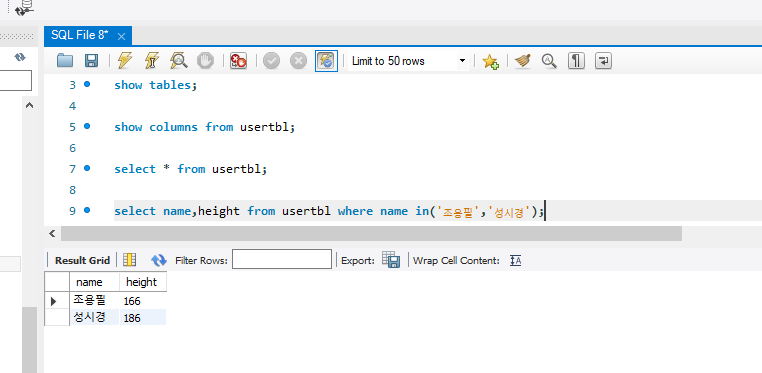 SQL File 8*
Limit to 50 rows
3 show tables;
4
5 show columns from usertbl;
6
7 select * from usertbl;
8
9 select name,height from usertbl where name in('조용필','성시경');
Result Grid Filter Rows: Export: Wrap Cell Content:
name height
조용필 166
성시경 186